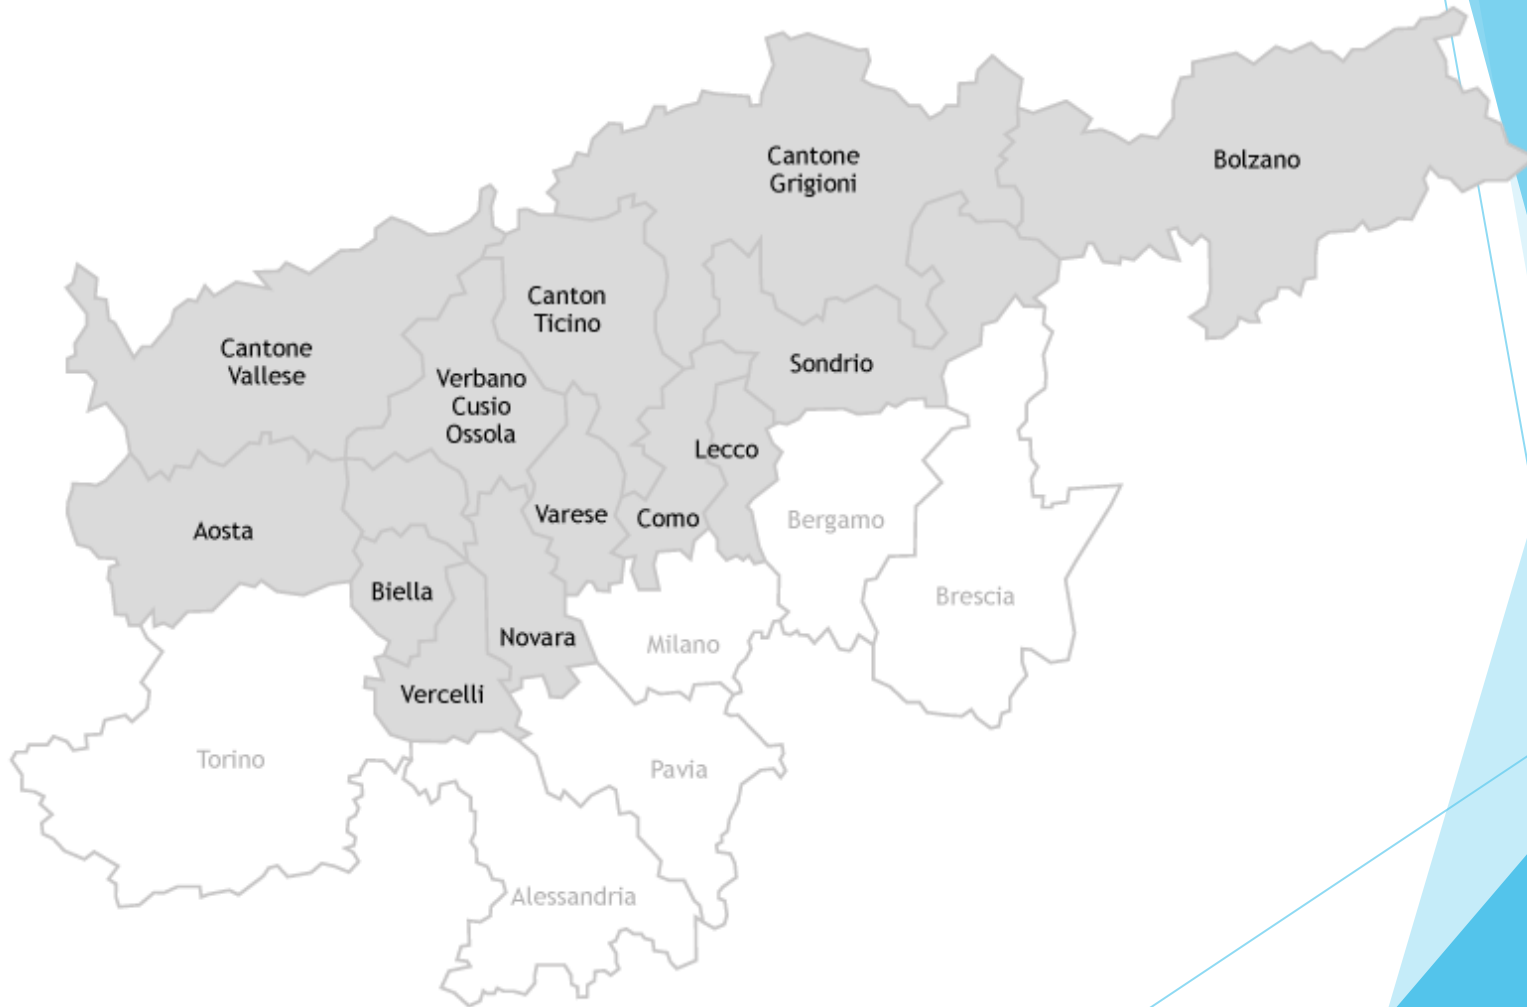 Cantone
Grigioni
Bolzano
Canton
Ticino
Cantone
Vallese
Sondrio
Verbano
Cusio
Ossola
Lecco
Aosta
Varese
Como
Bergamo
Biella
Brescia
Novara
Milano
Vercelli
Torino
Pavia
Alessandria